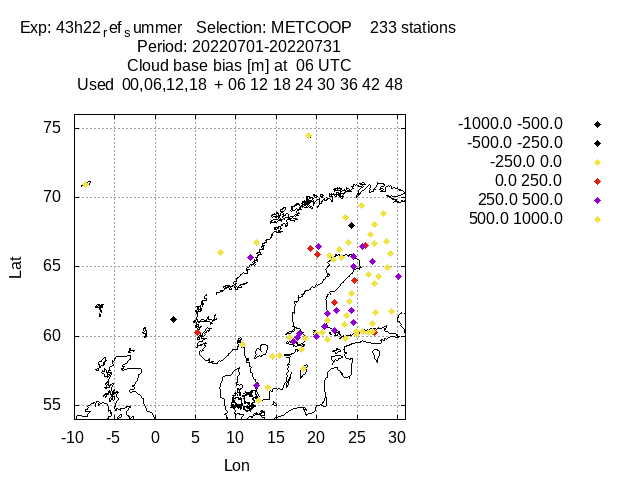 Exp: 43h22_ref_summer Selection: METCOOP 233 stations
Period: 20220701-20220731
Cloud base bias [m] at 06 UTC
Used 00,06,12,18 + 06 12 18 24 30 36 42 48
-1000.0 -500.0
-500.0 -250.0
-250.0 0.0
0.0 250.0
250.0 500.0
500.0 1000.0
75
70
65
60
55
Lat
-10 -5 0 5 10 15 20 25 30
Lon